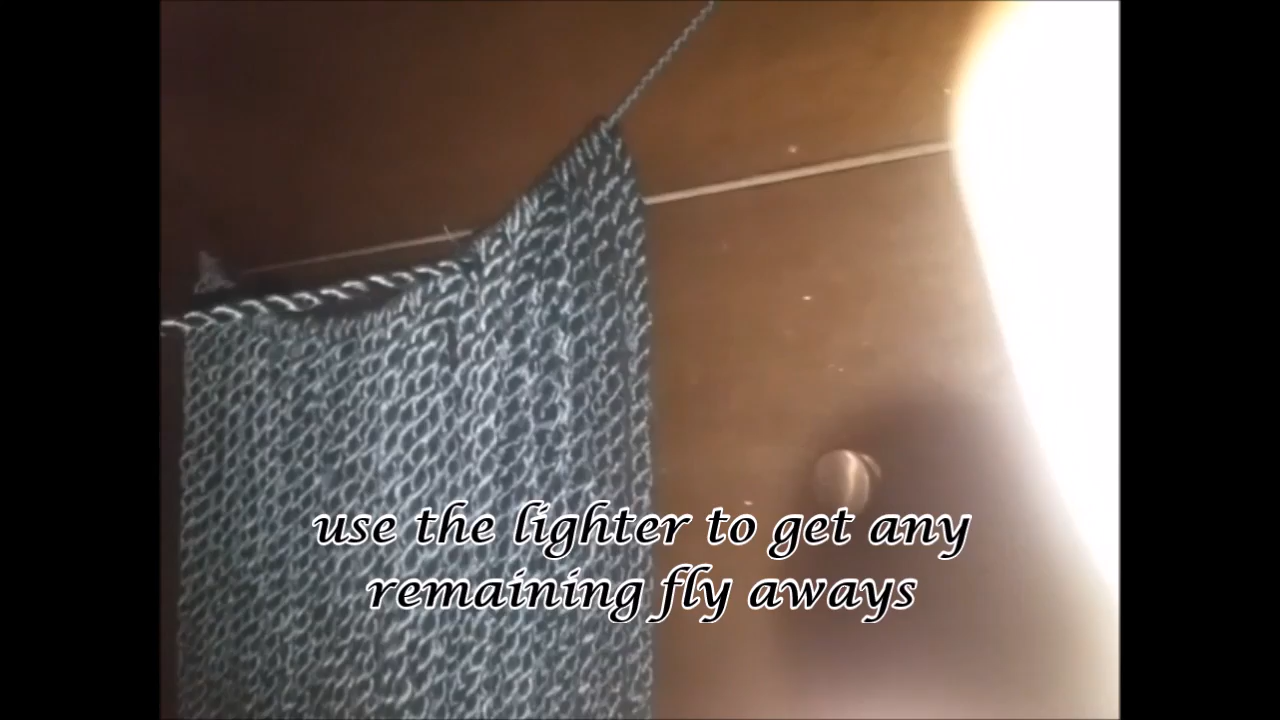 use the lighter to get any
remaining fly aways